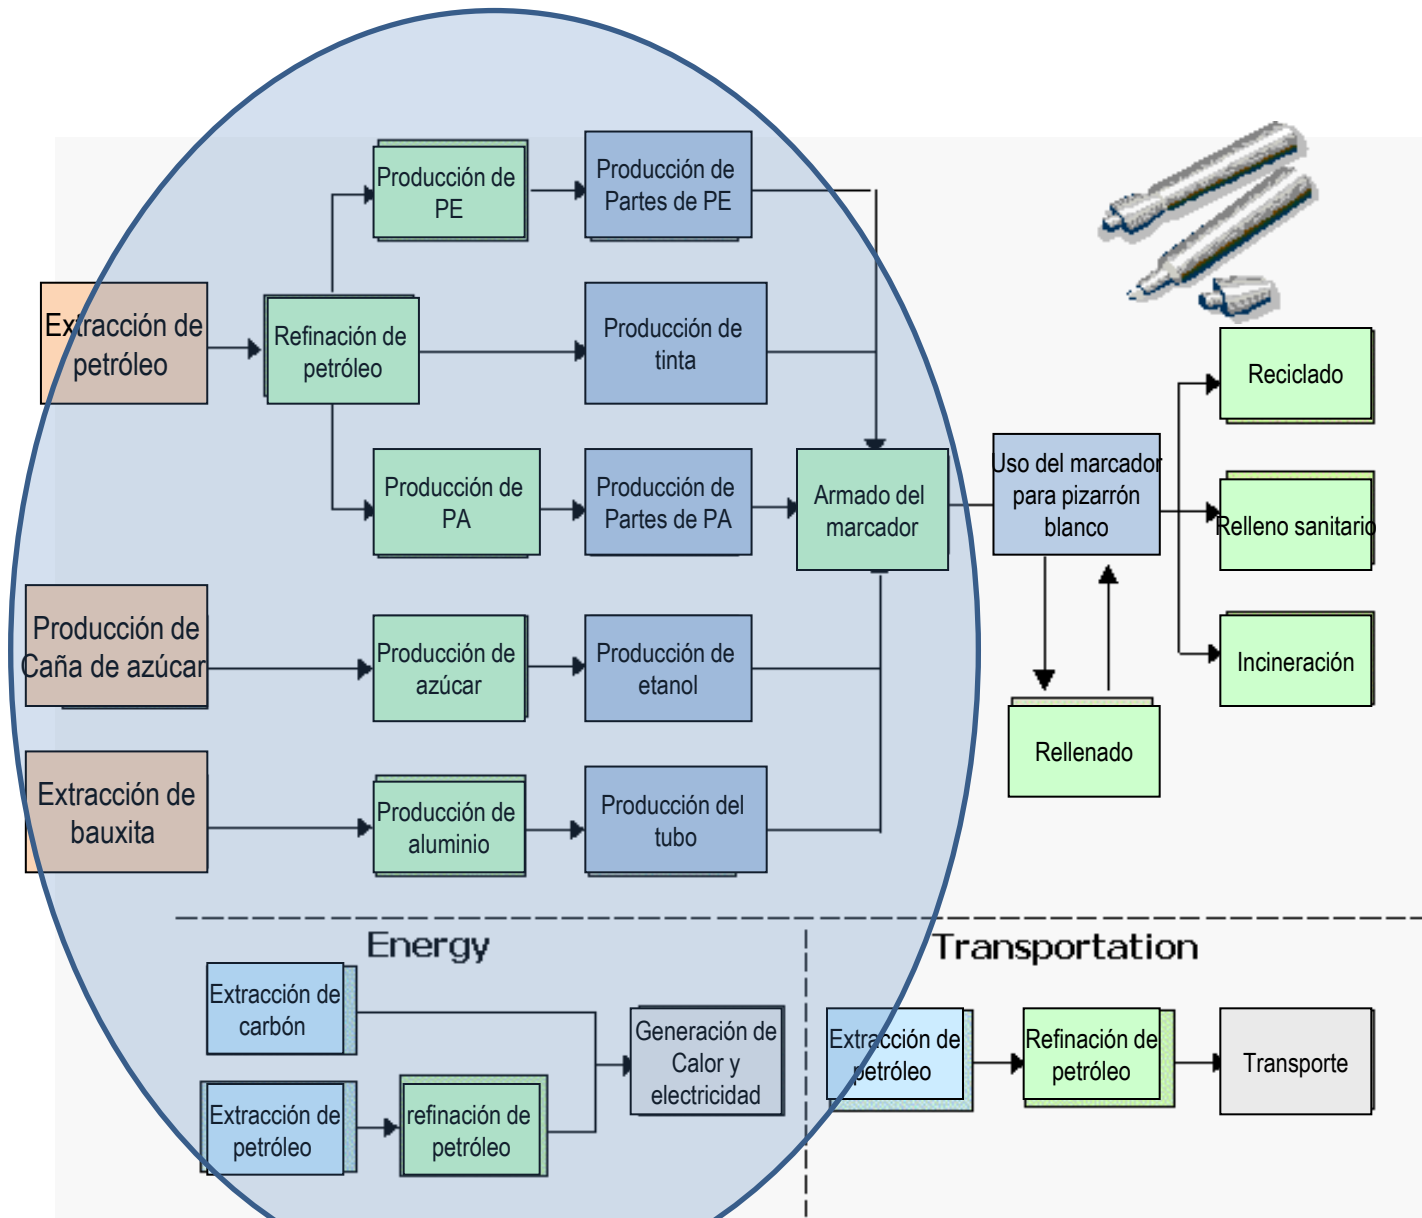 Producción de
PE
Producción de
Partes de PE
Extracción de
petróleo
Refinación de
petróleo
Producción de
tinta
Reciclado
Producción de
PA
Producción de
Partes de PA
Armado del
marcador
Uso del marcador
para pizarrón
blanco
Relleno sanitario
Producción de
Caña de azúcar
Producción de
azúcar
Producción de
etanol
Incineración
Rellenado
Extracción de
bauxita
Producción de
aluminio
Producción del
tubo
Energy
Transportation
Extracción de
carbón
Generación de
Calor y
electricidad
Extracción de
petróleo
Refinación de
petróleo
Transporte
Extracción de
petróleo
refinación de
petróleo